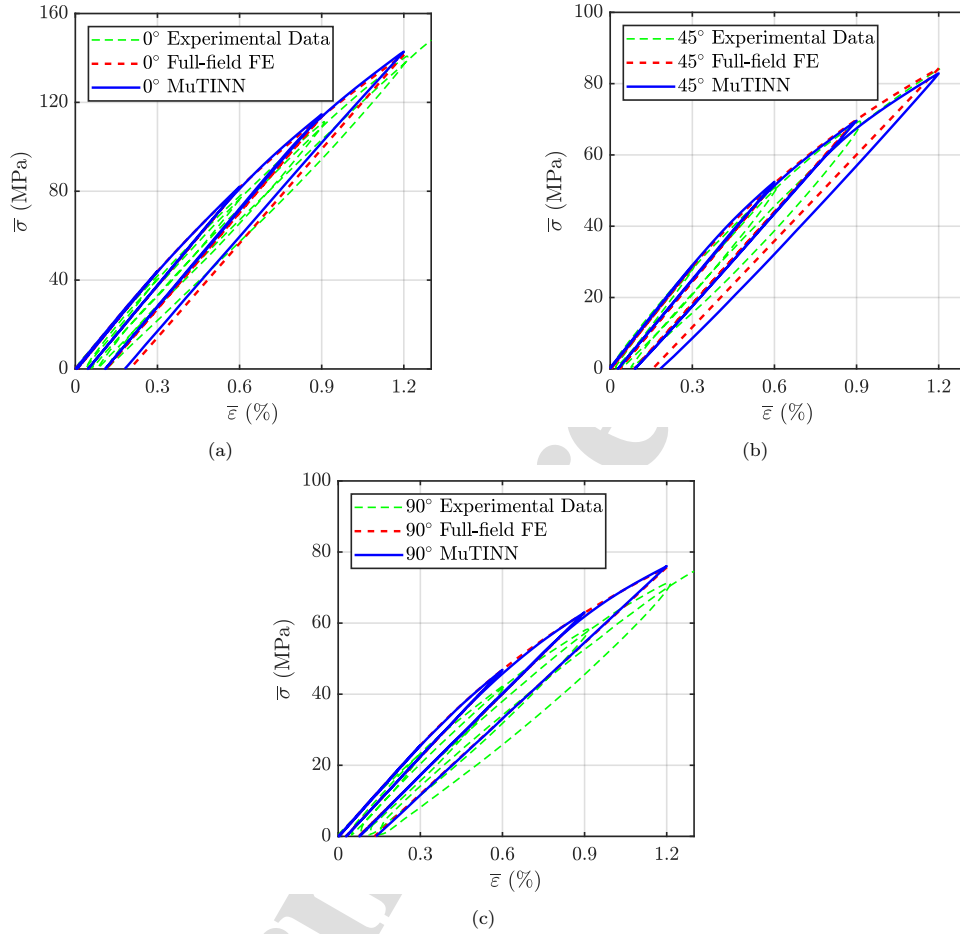 160
120
80
40
0
0 0.3 0.6 0.9 1.2
σ̅ (MPa)
ε̅ (%)
0° Experimental Data
0° Full-field FE
0° MuTINN
(a)
100
80
60
40
20
0
0 0.3 0.6 0.9 1.2
σ̅ (MPa)
ε̅ (%)
45° Experimental Data
45° Full-field FE
45° MuTINN
(b)
100
80
60
40
20
0
0 0.3 0.6 0.9 1.2
σ̅ (MPa)
ε̅ (%)
90° Experimental Data
90° Full-field FE
90° MuTINN
(c)